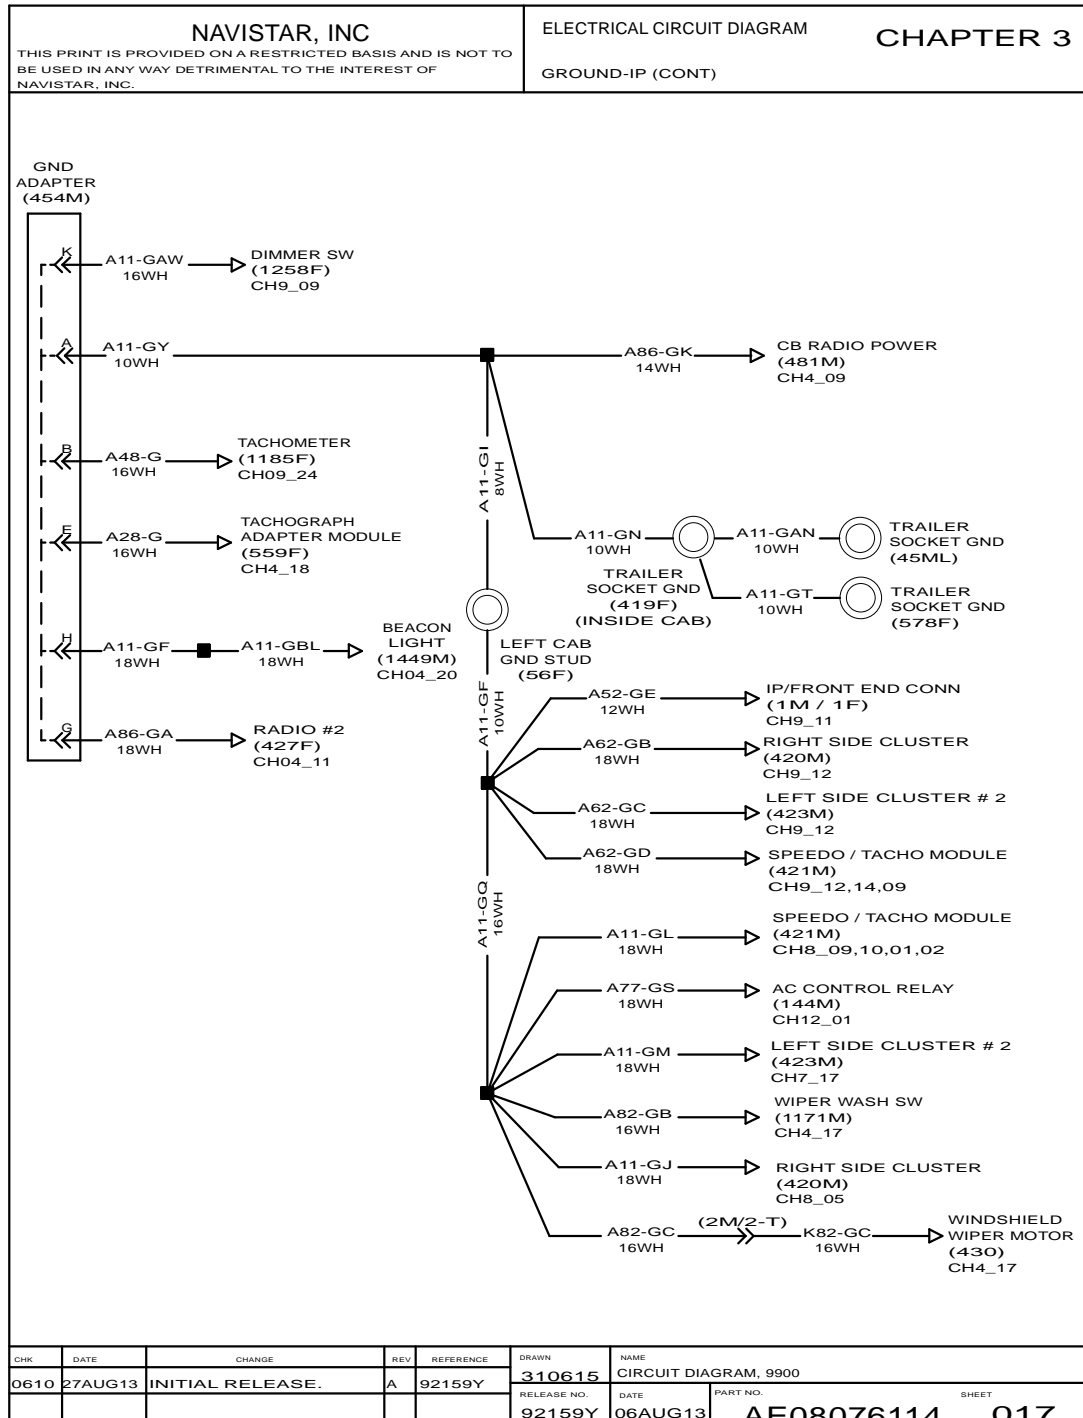 NAVISTAR, INC
THIS PRINT IS PROVIDED ON A RESTRICTED BASIS AND IS NOT TO
BE USED IN ANY WAY DETRIMENTAL TO THE INTEREST OF
NAVISTAR, INC.
ELECTRICAL CIRCUIT DIAGRAM
GROUND-IP (CONT)
CHAPTER 3
GND
ADAPTER
(454M)
K
A11-GAW
16WH
DIMMER SW
(1258F)
CH9_09
A
A11-GY
10WH
A86-GK
14WH
CB RADIO POWER
(481M)
CH4_09
B
A48-G
16WH
TACHOMETER
(1185F)
CH09_24
A11-GI
8WH
E
A28-G
16WH
TACHOGRAPH
ADAPTER MODULE
(559F)
CH4_18
A11-GN
10WH
TRAILER
SOCKET GND
(419F)
(INSIDE CAB)
A11-GAN
10WH
TRAILER
SOCKET GND
(45ML)
A11-GT
10WH
TRAILER
SOCKET GND
(578F)
H
A11-GF
18WH
A11-GBL
18WH
BEACON
LIGHT
(1449M)
CH04_20
LEFT CAB
GND STUD
(56F)
G
A86-GA
18WH
RADIO #2
(427F)
CH04_11
A11-GF
10WH
A52-GE
12WH
IP/FRONT END CONN
(1M / 1F)
CH9_11
A62-GB
18WH
RIGHT SIDE CLUSTER
(420M)
CH9_12
A62-GC
18WH
LEFT SIDE CLUSTER # 2
(423M)
CH9_12
A62-GD
18WH
SPEEDO / TACHO MODULE
(421M)
CH9_12,14,09
A11-GQ
16WH
A11-GL
18WH
SPEEDO / TACHO MODULE
(421M)
CH8_09,10,01,02
A77-GS
18WH
AC CONTROL RELAY
(144M)
CH12_01
A11-GM
18WH
LEFT SIDE CLUSTER # 2
(423M)
CH7_17
A82-GB
16WH
WIPER WASH SW
(1171M)
CH4_17
A11-GJ
18WH
RIGHT SIDE CLUSTER
(420M)
CH8_05
A82-GC
16WH
(2M/2-T)
K82-GC
16WH
WINDSHIELD
WIPER MOTOR
(430)
CH4_17
CHK DATE CHANGE REV REFERENCE
0610 27AUG13 INITIAL RELEASE. A 92159Y
DRAWN
310615
NAME
CIRCUIT DIAGRAM, 9900
RELEASE NO.
92159Y
DATE
06AUG13
PART NO.
AE08076114
SHEET
017